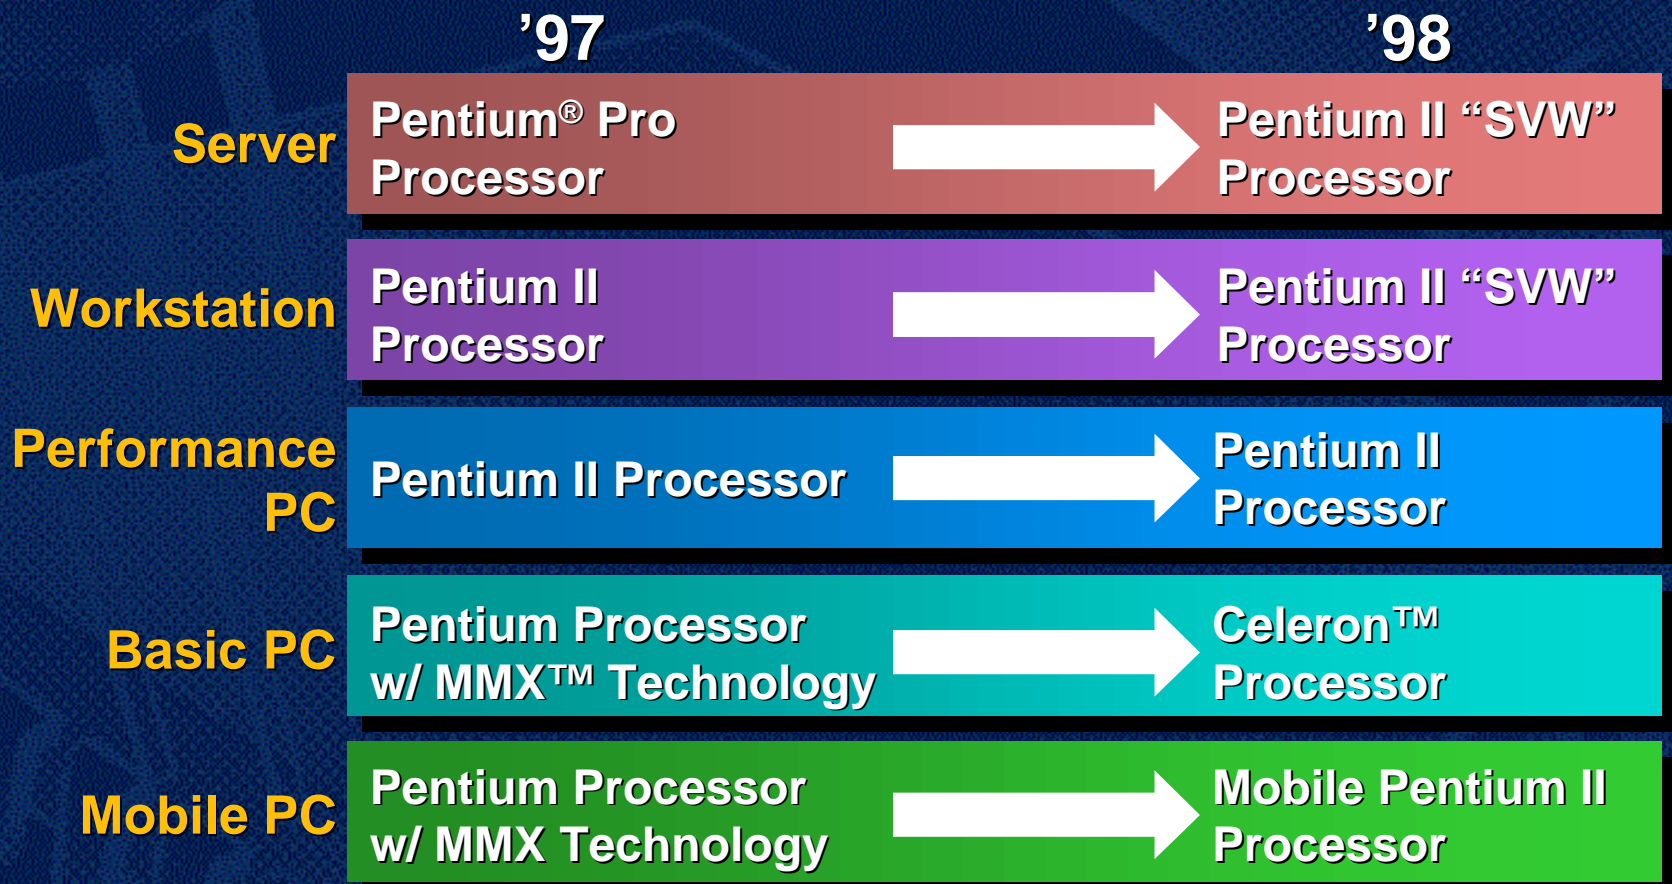 ’97 ’98
Server
Pentium® Pro
Processor
Pentium II “SVW”
Processor
Workstation
Pentium II
Processor
Pentium II “SVW”
Processor
Performance
PC
Pentium II Processor
Pentium II
Processor
Basic PC
Pentium Processor
w/ MMX™ Technology
Celeron™
Processor
Mobile PC
Pentium Processor
w/ MMX Technology
Mobile Pentium II
Processor